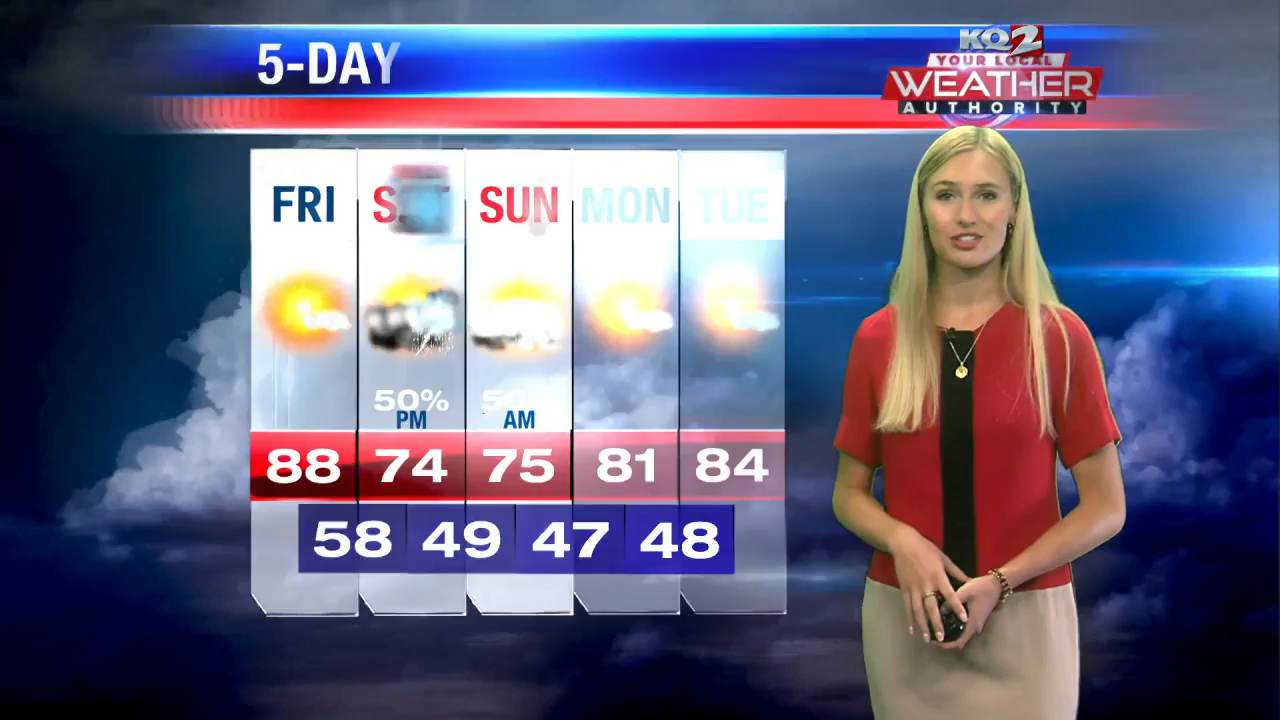 5-DAY
KQ2
YOUR LOCAL
WEATHER
AUTHORITY
FRI SUN MON TUE
50%
PM AM
88 74 75 81 84
58 49 47 48